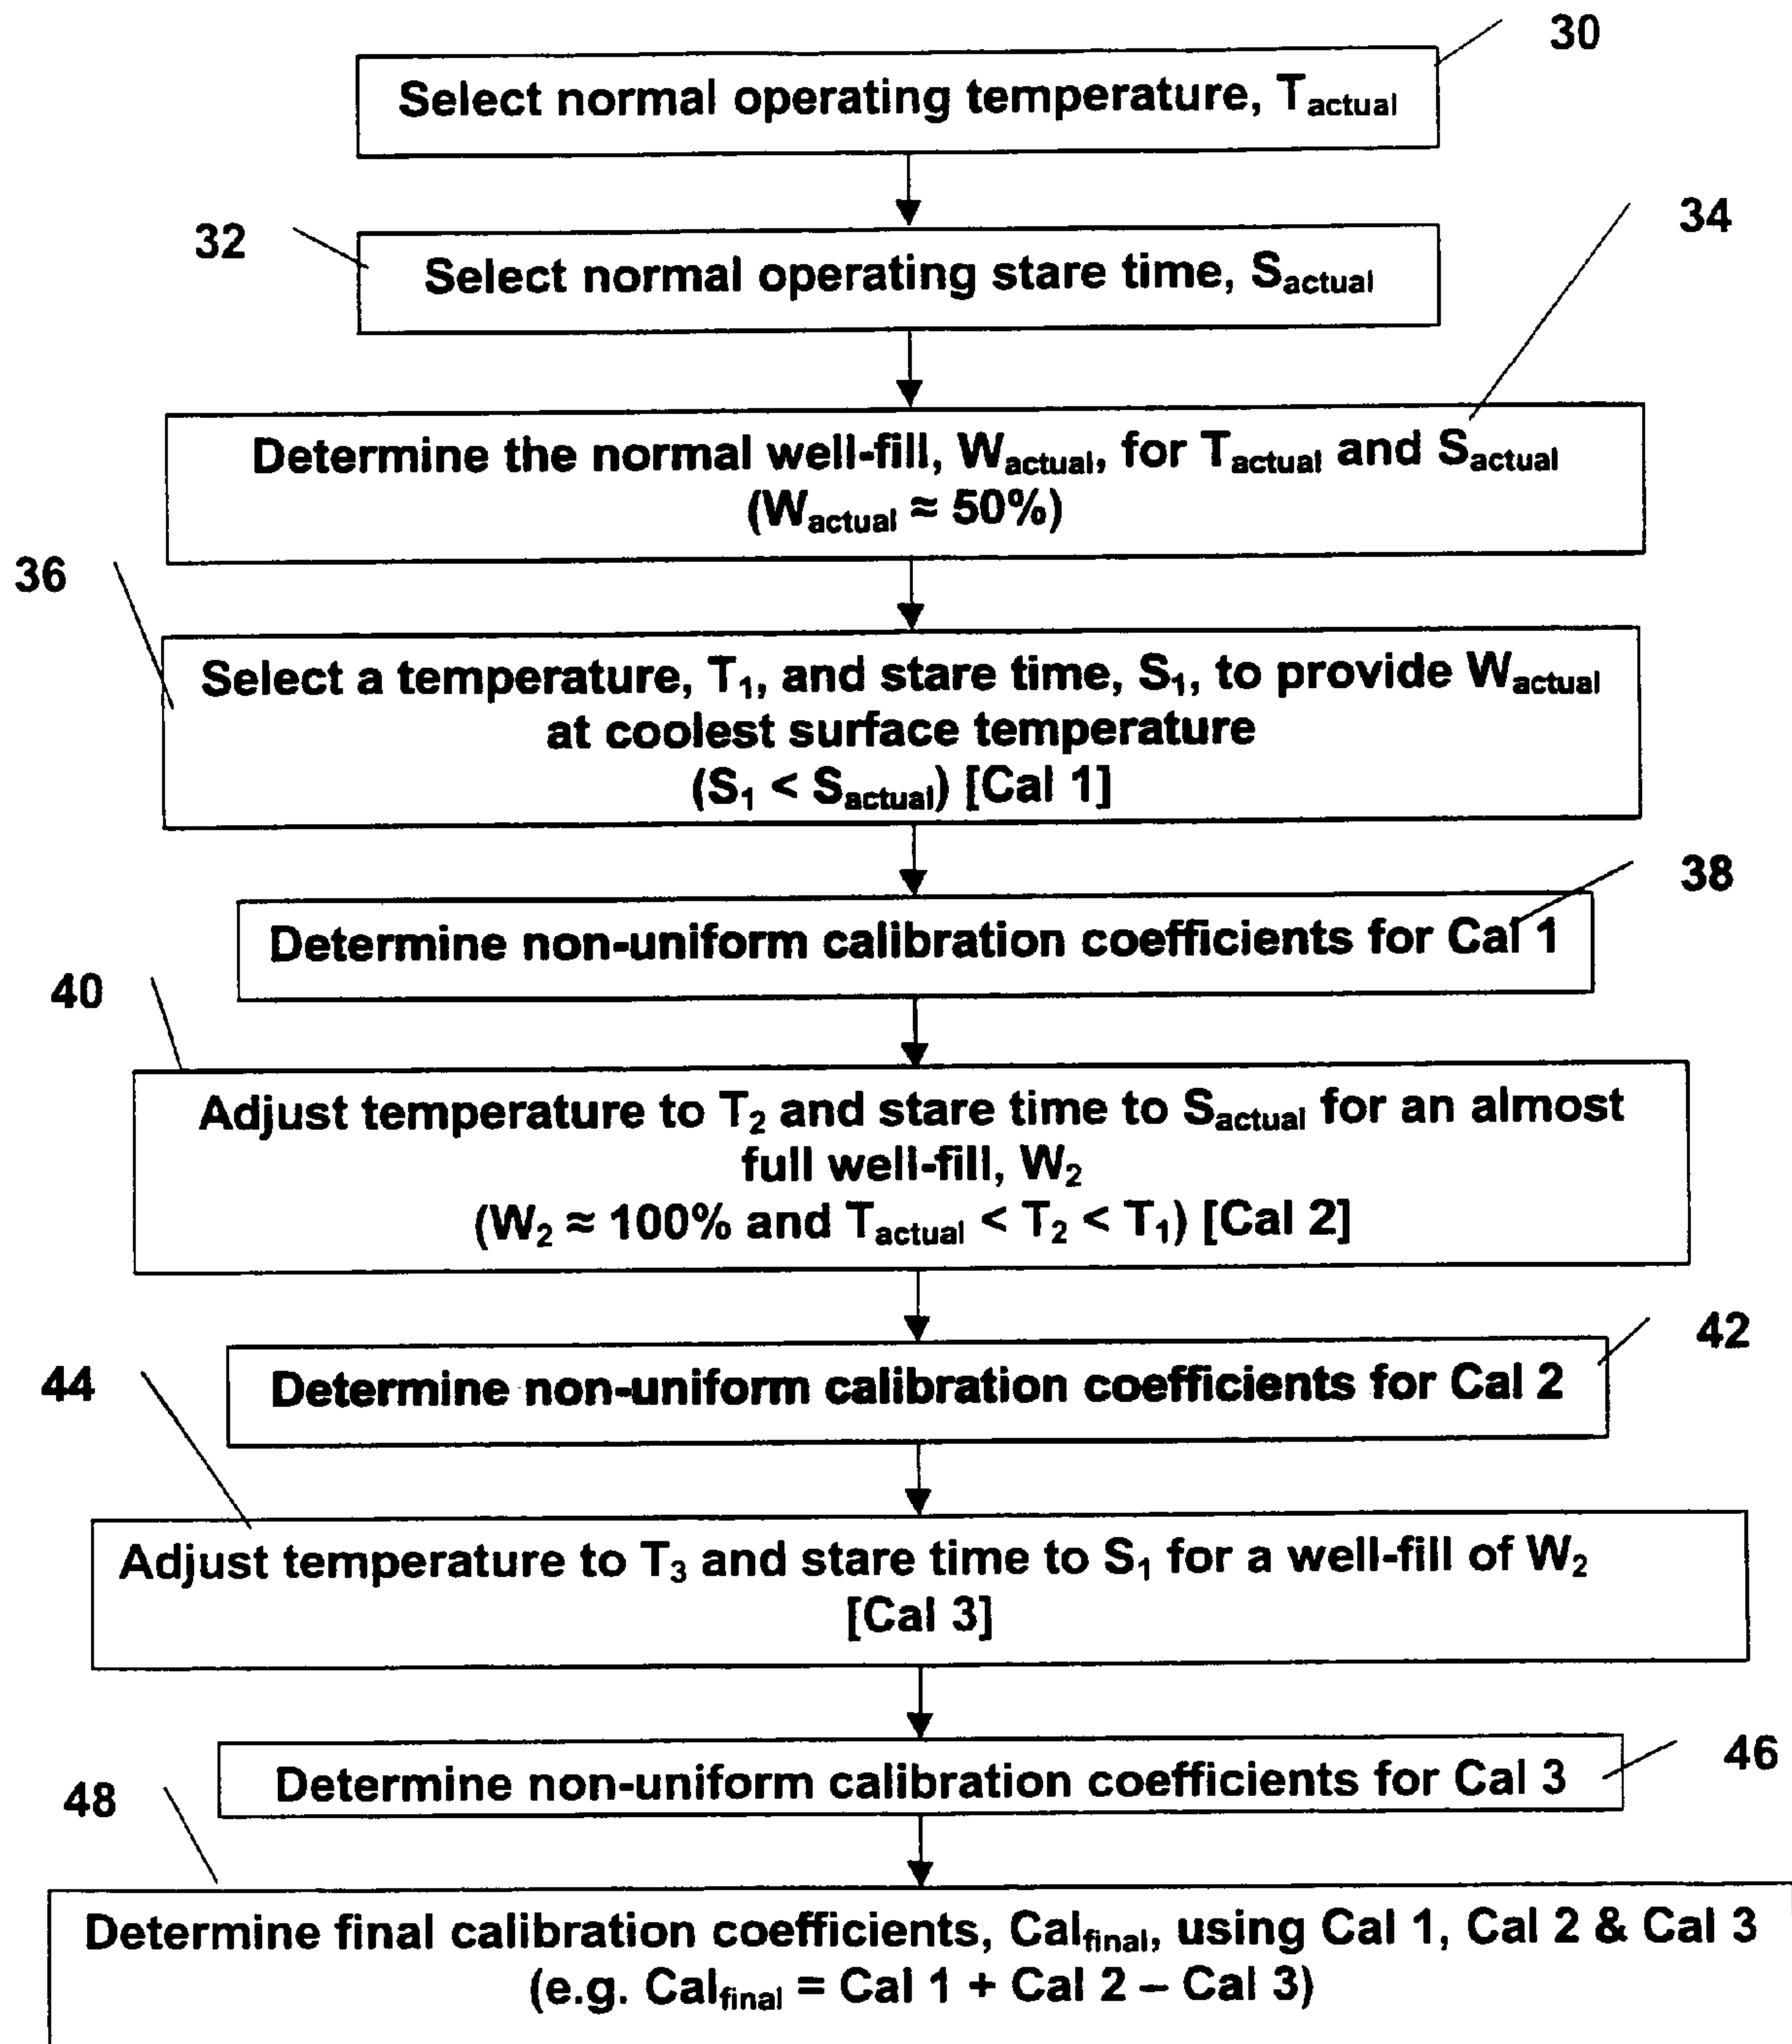 30
Select normal operating temperature, Tactual
32
Select normal operating stare time, Sactual
34
Determine the normal well-fill, Wactual, for Tactual and Sactual
(Wactual ≈ 50%)
36
Select a temperature, T1, and stare time, S1, to provide Wactual
at coolest surface temperature
(S1 < Sactual) [Cal 1]
38
Determine non-uniform calibration coefficients for Cal 1
40
Adjust temperature to T2 and stare time to Sactual for an almost
full well-fill, W2
(W2 ≈ 100% and Tactual < T2 < T1) [Cal 2]
42
Determine non-uniform calibration coefficients for Cal 2
44
Adjust temperature to T3 and stare time to S1 for a well-fill of W2
[Cal 3]
46
Determine non-uniform calibration coefficients for Cal 3
48
Determine final calibration coefficients, Calfinal, using Cal 1, Cal 2 & Cal 3
(e.g. Calfinal = Cal 1 + Cal 2 – Cal 3)